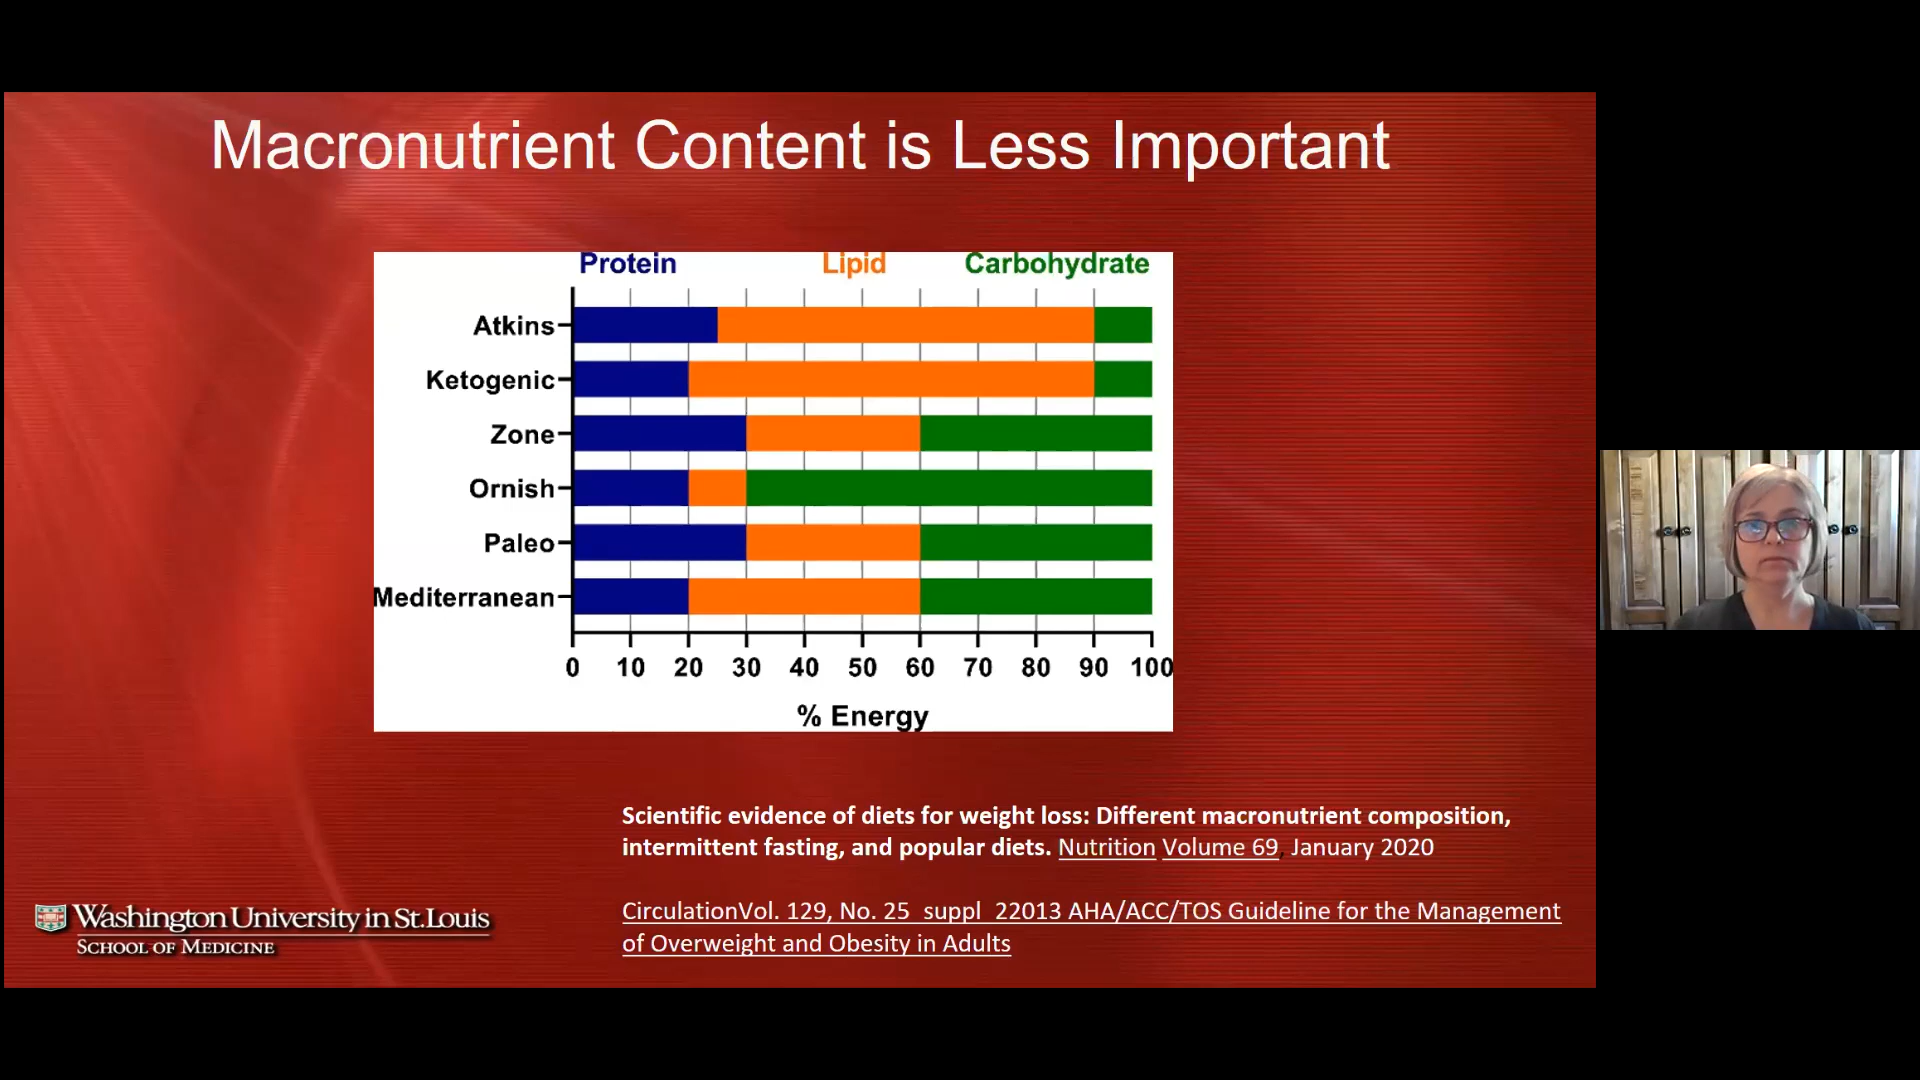 Macronutrient Content is Less Important
Protein Lipid Carbohydrate
Atkins
Ketogenic
Zone
Ornish
Paleo
Mediterranean
0 10 20 30 40 50 60 70 80 90 100
% Energy
Scientific evidence of diets for weight loss: Different macronutrient composition,
intermittent fasting, and popular diets. Nutrition Volume 69, January 2020
CirculationVol. 129, No. 25_suppl_22013 AHA/ACC/TOS Guideline for the Management
of Overweight and Obesity in Adults
Washington University in St. Louis
SCHOOL OF MEDICINE